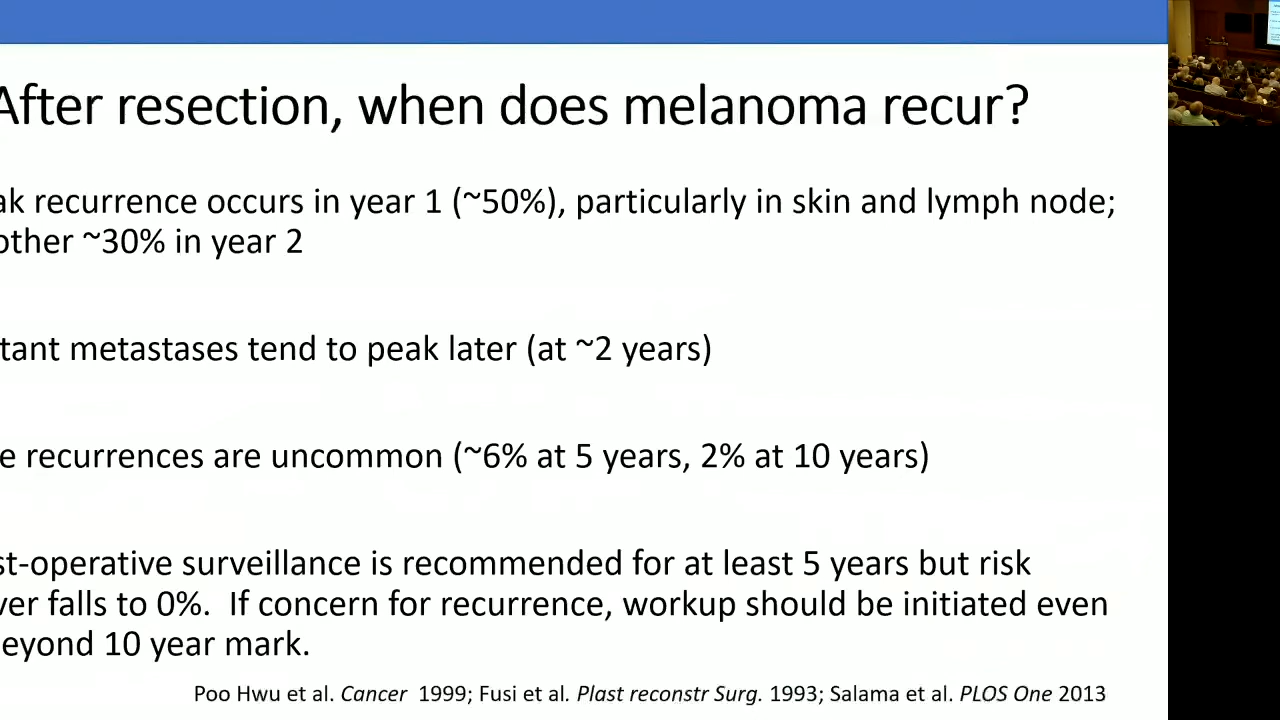 After resection, when does melanoma recur?
ak recurrence occurs in year 1 (~50%), particularly in skin and lymph node;
other ~30% in year 2
tant metastases tend to peak later (at ~2 years)
e recurrences are uncommon (~6% at 5 years, 2% at 10 years)
st-operative surveillance is recommended for at least 5 years but risk
ver falls to 0%. If concern for recurrence, workup should be initiated even
eyond 10 year mark.
Poo Hwu et al. Cancer 1999; Fusi et al. Plast reconstr Surg. 1993; Salama et al. PLOS One 2013